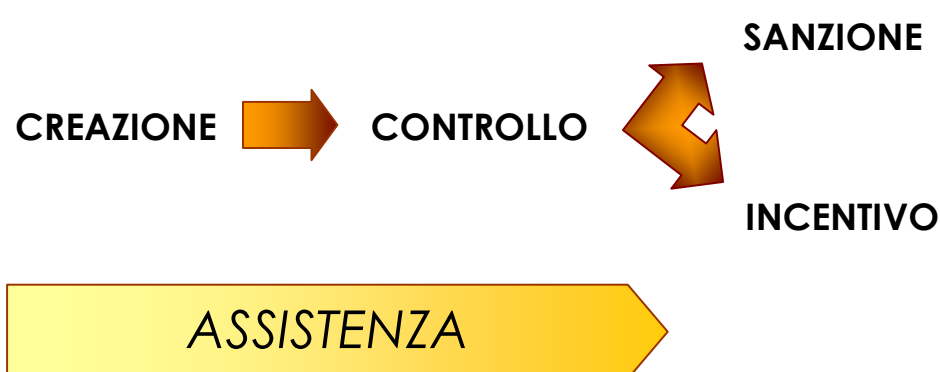 SANZIONE
CREAZIONE
CONTROLLO
INCENTIVO
ASSISTENZA